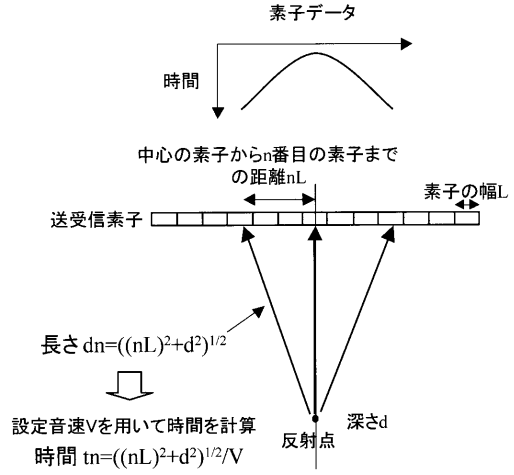 素子データ
時間
中心の素子からn番目の素子まで
の距離nL
素子の幅L
送受信素子
長さ dn=((nL)²+d²)^1/2
設定音速Vを用いて時間を計算
時間 tn=((nL)²+d²)^1/2/V
深さd
反射点